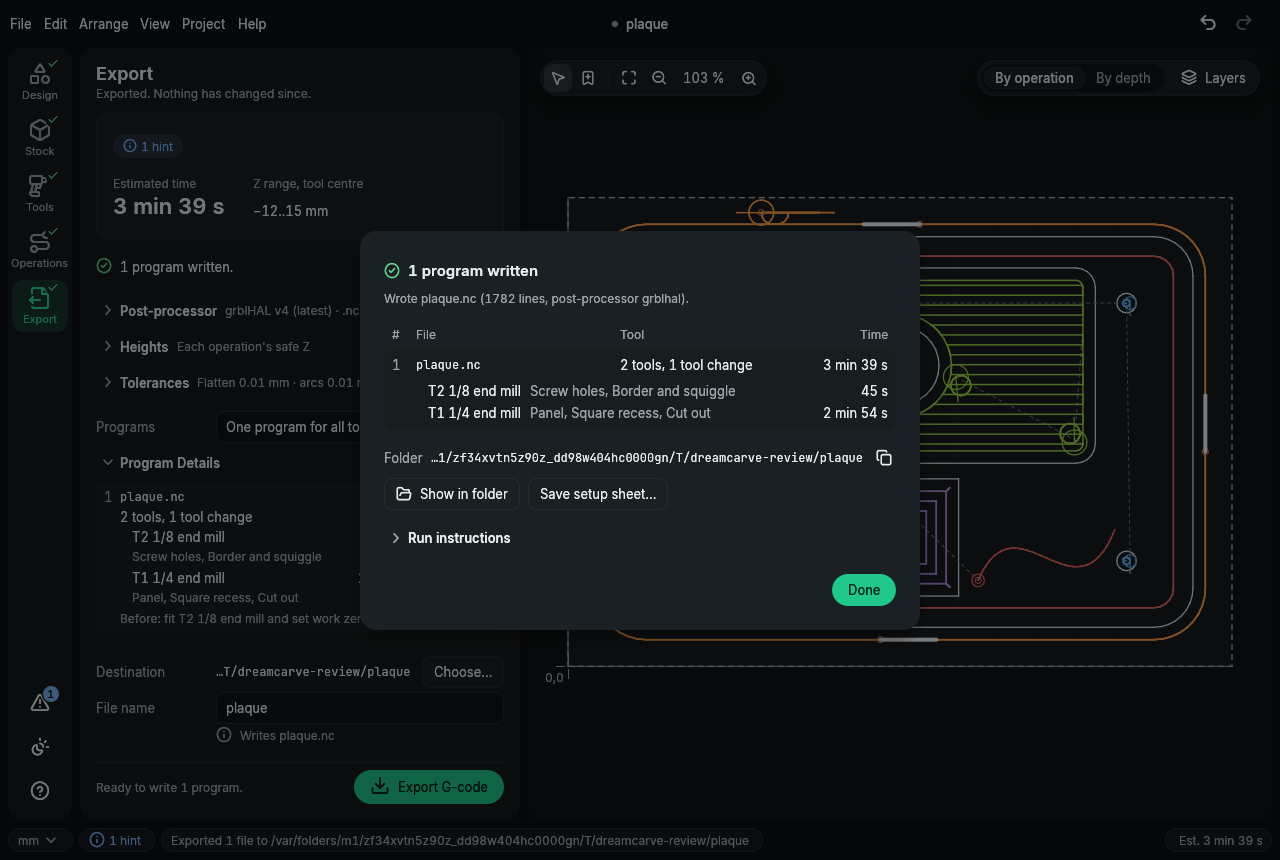 File Edit Arrange View Project Help
plaque
Design
Stock
Tools
Operations
Export
1
Export
Exported. Nothing has changed since.
1 hint
Estimated time
Z range, tool centre
3 min 39 s
−12..15 mm
1 program written.
Post-processor grblHAL v4 (latest) · .nc
Heights Each operation's safe Z
Tolerances Flatten 0.01 mm · arcs 0.01
Programs One program for all to
Program Details
1 plaque.nc
2 tools, 1 tool change
T2 1/8 end mill
Screw holes, Border and squiggle
T1 1/4 end mill
Panel, Square recess, Cut out
Before: fit T2 1/8 end mill and set work zer
Destination …T/dreamcarve-review/plaque Choose...
File name plaque
Writes plaque.nc
Ready to write 1 program. Export G-code
103 %
By operation By depth Layers
0,0
1 program written
Wrote plaque.nc (1782 lines, post-processor grblhal).
# File Tool Time
1 plaque.nc 2 tools, 1 tool change 3 min 39 s
T2 1/8 end mill Screw holes, Border and squiggle 45 s
T1 1/4 end mill Panel, Square recess, Cut out 2 min 54 s
Folder …1/zf34xvtn5z90z_dd98w404hc0000gn/T/dreamcarve-review/plaque
Show in folder Save setup sheet...
Run instructions
Done
mm 1 hint Exported 1 file to /var/folders/m1/zf34xvtn5z90z_dd98w404hc0000gn/T/dreamcarve-review/plaque Est. 3 min 39 s